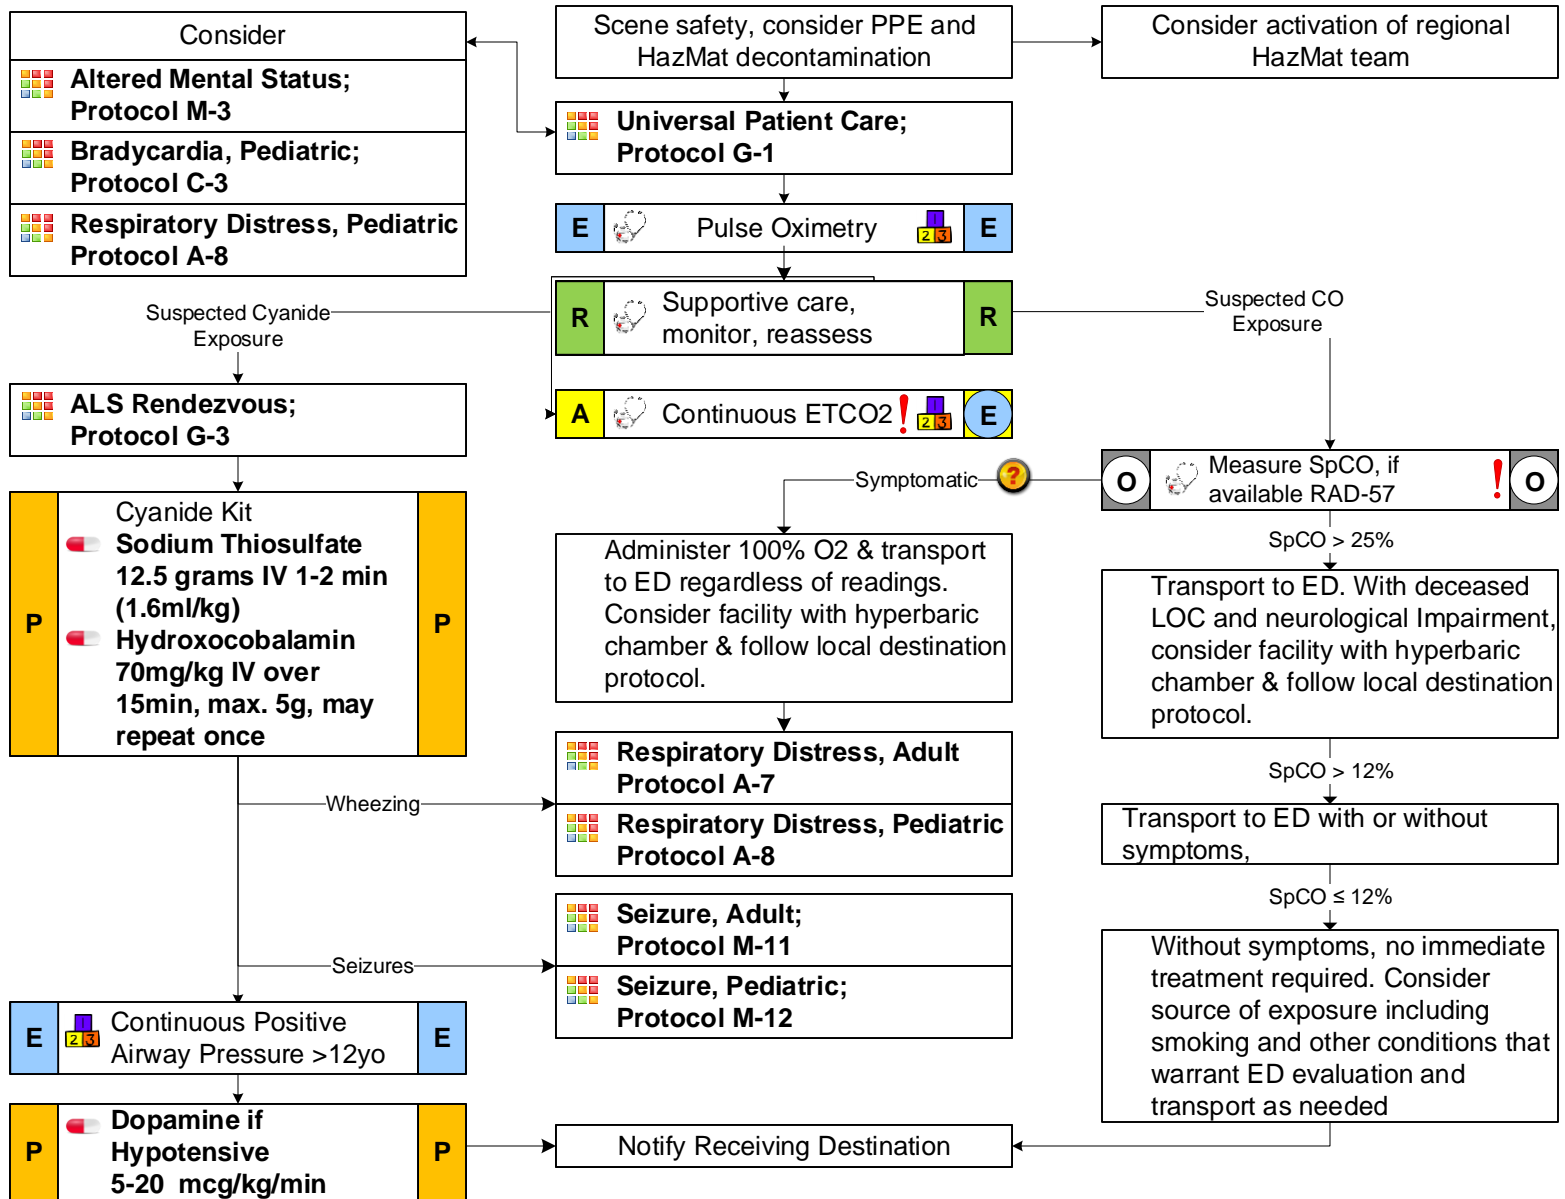 Consider
Altered Mental Status;
Protocol M-3
Bradycardia, Pediatric;
Protocol C-3
Respiratory Distress, Pediatric
Protocol A-8
Scene safety, consider PPE and
HazMat decontamination
Consider activation of regional
HazMat team
Universal Patient Care;
Protocol G-1
E
Pulse Oximetry
1
2 3
E
R
Supportive care,
monitor, reassess
R
A
Continuous ETCO2
!
1
2 3
E
Suspected Cyanide
Exposure
Suspected CO
Exposure
ALS Rendezvous;
Protocol G-3
P
Cyanide Kit
Sodium Thiosulfate
12.5 grams IV 1-2 min
(1.6ml/kg)
Hydroxocobalamin
70mg/kg IV over
15min, max. 5g, may
repeat once
P
O
Measure SpCO, if
available RAD-57
!
O
Symptomatic
?
Administer 100% O2 & transport
to ED regardless of readings.
Consider facility with hyperbaric
chamber & follow local destination
protocol.
SpCO > 25%
Transport to ED. With deceased
LOC and neurological Impairment,
consider facility with hyperbaric
chamber & follow local destination
protocol.
Wheezing
Respiratory Distress, Adult
Protocol A-7
Respiratory Distress, Pediatric
Protocol A-8
SpCO > 12%
Transport to ED with or without
symptoms,
SpCO ≤ 12%
Without symptoms, no immediate
treatment required. Consider
source of exposure including
smoking and other conditions that
warrant ED evaluation and
transport as needed
Seizures
Seizure, Adult;
Protocol M-11
Seizure, Pediatric;
Protocol M-12
E
1
2 3
Continuous Positive
Airway Pressure >12yo
E
P
Dopamine if
Hypotensive
5-20 mcg/kg/min
P
Notify Receiving Destination